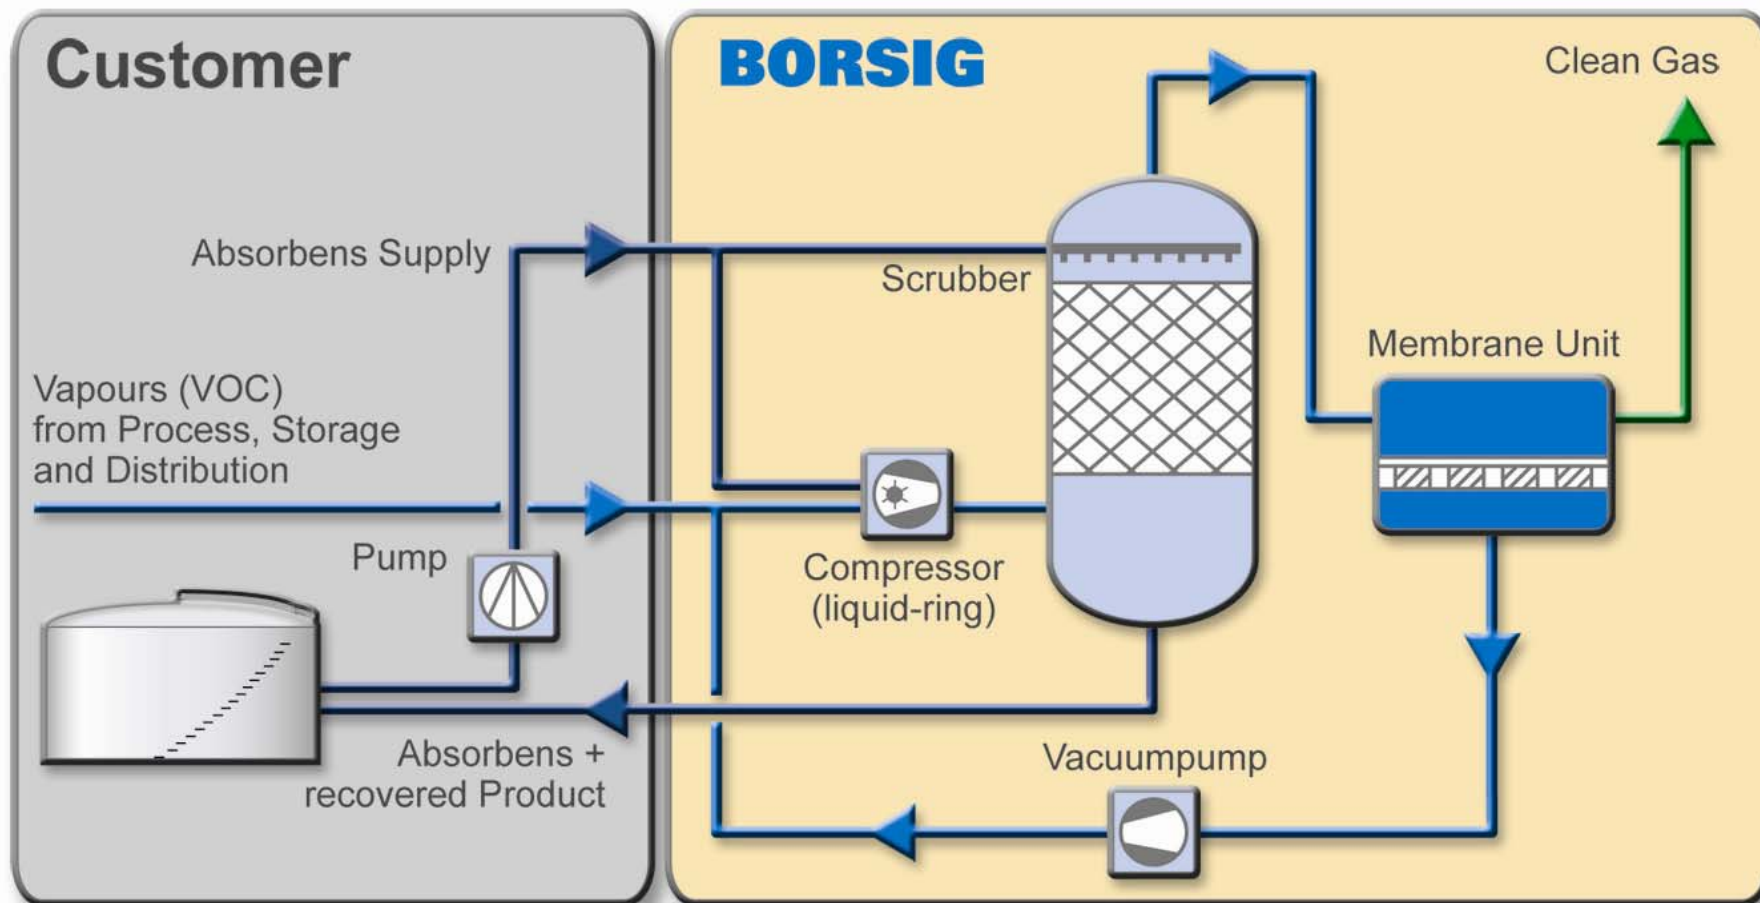 Customer
BORSIG
Clean Gas
Absorbens Supply
Scrubber
Membrane Unit
Vapours (VOC)
from Process, Storage
and Distribution
Pump
Compressor
(liquid-ring)
Absorbens +
recovered Product
Vacuumpump